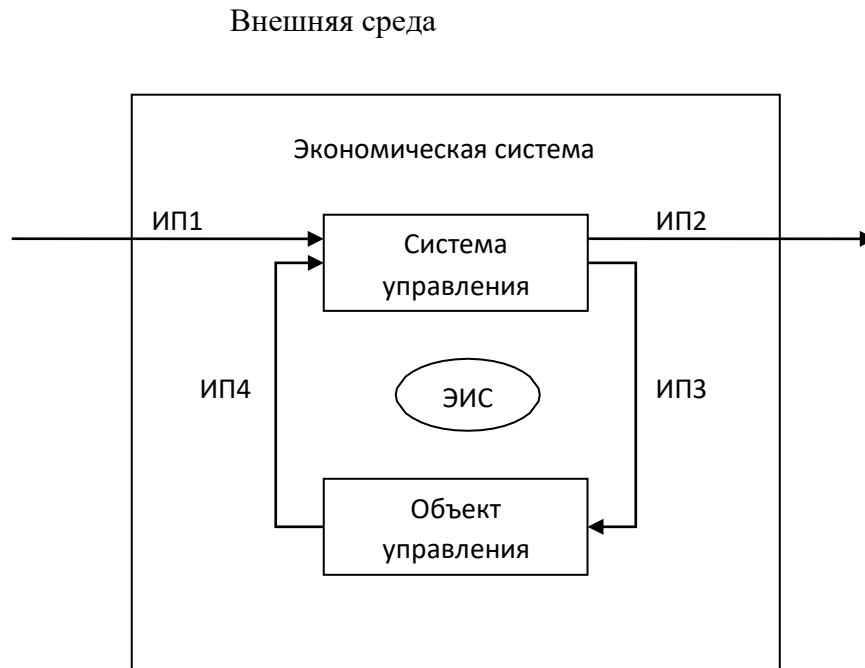 Внешняя среда
Экономическая система
ИП1
ИП2
Система
управления
ИП4
ЭИС
ИП3
Объект
управления